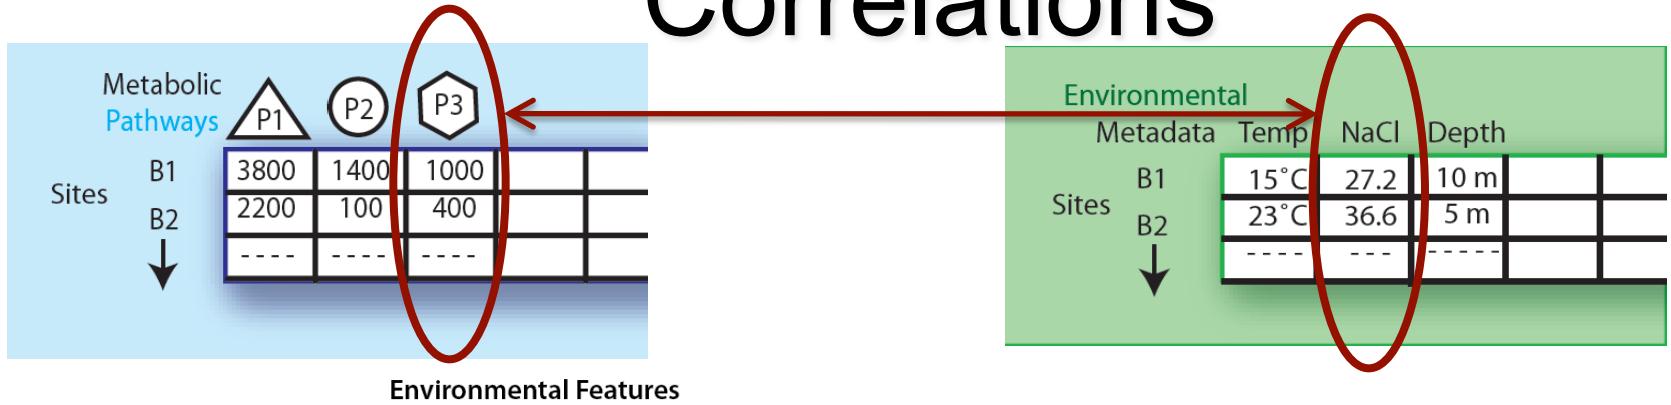 Correlations
Metabolic
Pathways P1 P2 P3
Sites
B1 3800 1400 1000
B2 2200 100 400
---- ---- ----
Environmental
Metadata Temp NaCl Depth
Sites
B1 15°C 27.2 10 m
B2 23°C 36.6 5 m
---- --- -----
Environmental Features